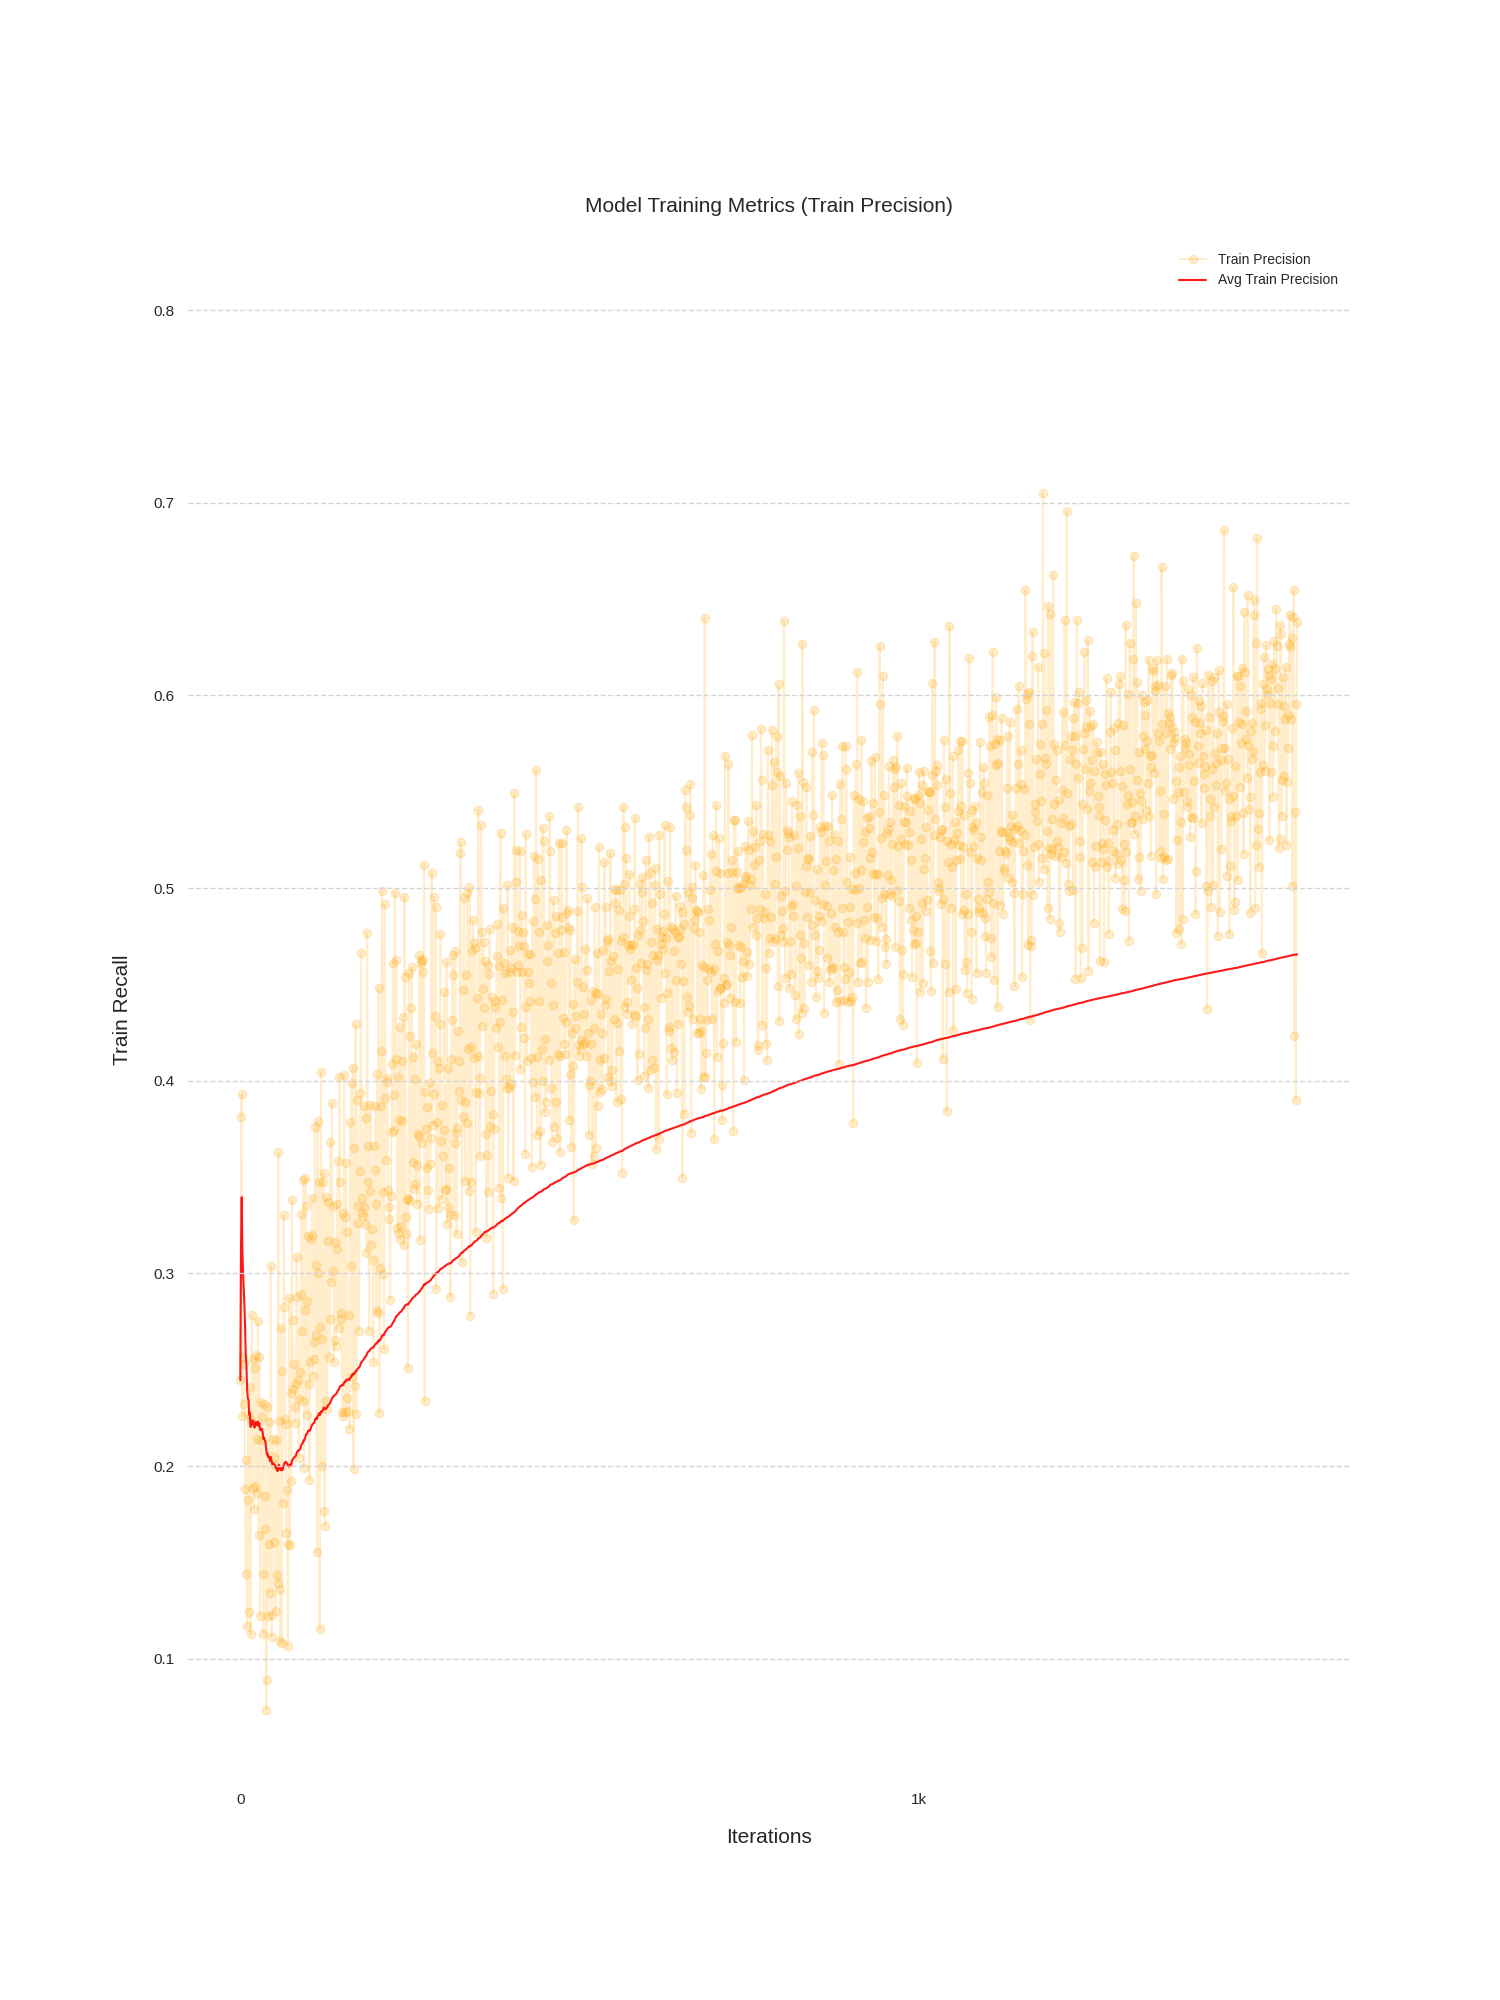 Model Training Metrics (Train Precision)
Train Precision
Avg Train Precision
0.8
0.7
0.6
0.5
0.4
0.3
0.2
0.1
Train Recall
0
1k
Iterations